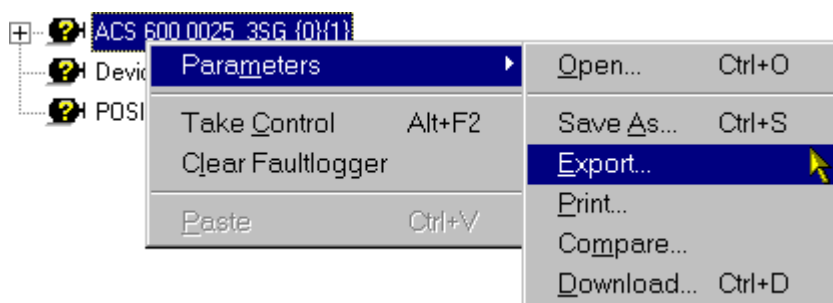 ACS 600 0025_3SG {0}{1}
Devic
POSI
Parameters
Take Control Alt+F2
Clear Faultlogger
Paste Ctrl+V
Open... Ctrl+O
Save As... Ctrl+S
Export...
Print...
Compare...
Download... Ctrl+D